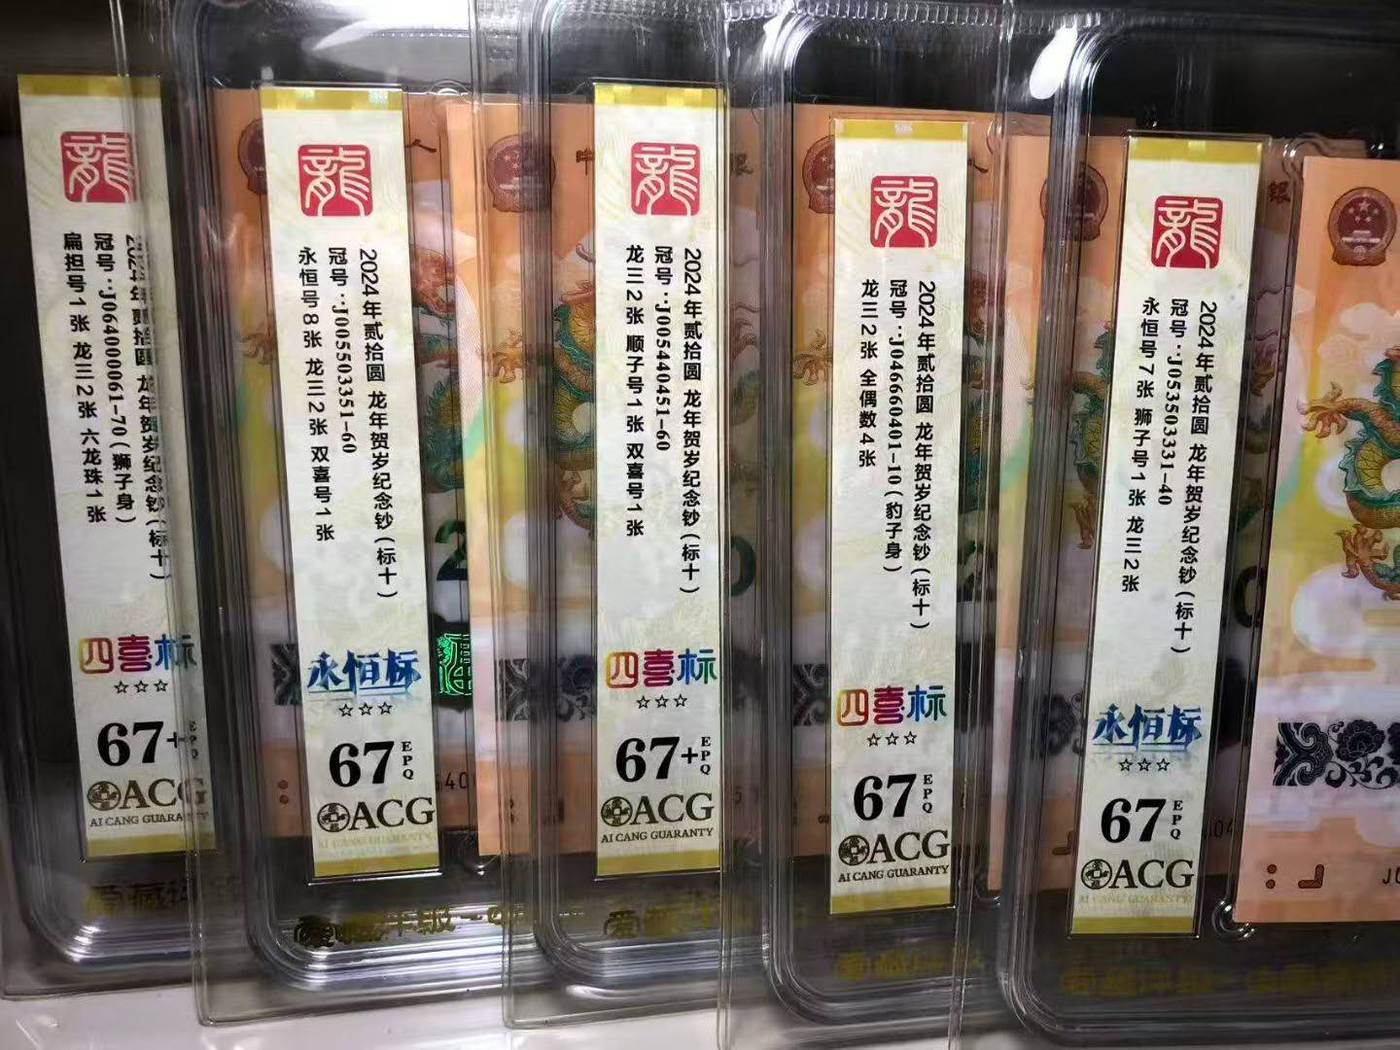 龍
2024年贰拾圆 龙年贺岁纪念钞(标十)
冠号:J064000061-70(狮子身)
扁担号1张 龙三2张 六龙珠1张
四喜标
☆☆☆
67+
EPQ
ACG
AI CANG GUARANTY
龍
2024年贰拾圆 龙年贺岁纪念钞(标十)
冠号:J005503351-60
永恒号8张 龙三2张 双喜号1张
永恒标
☆☆☆
67
EPQ
ACG
AI CANG GUARANTY
龍
2024年贰拾圆 龙年贺岁纪念钞(标十)
冠号:J005440451-60
龙三2张 顺子号1张 双喜号1张
四喜标
☆☆☆
67+
EPQ
ACG
AI CANG GUARANTY
龍
2024年贰拾圆 龙年贺岁纪念钞(标十)
冠号:J046660401-10(豹子身)
龙三2张 全偶数4张
四喜标
☆☆☆
67
EPQ
ACG
AI CANG GUARANTY
龍
2024年贰拾圆 龙年贺岁纪念钞(标十)
冠号:J053503331-40
永恒号7张 狮子号1张 龙三2张
永恒标
☆☆☆
67
EPQ
ACG
AI CANG GUARANTY